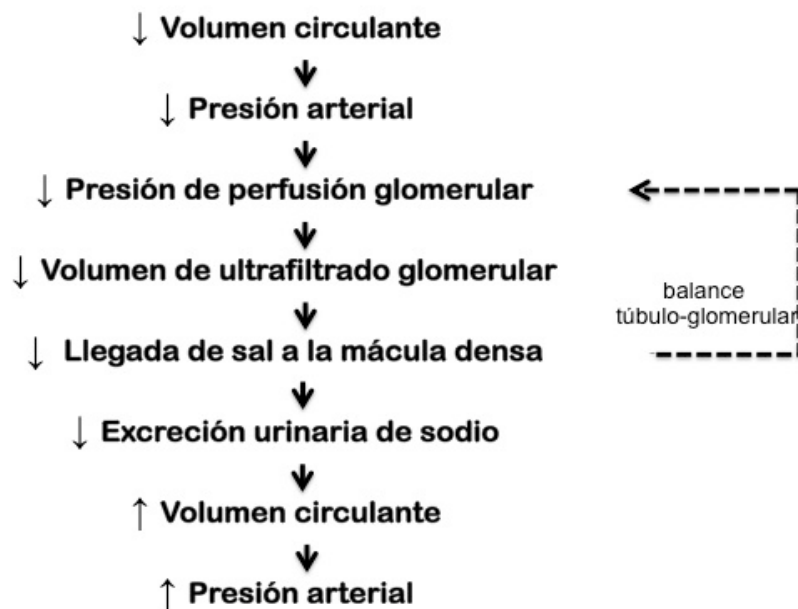 ↓ Volumen circulante
↓ Presión arterial
↓ Presión de perfusión glomerular
↓ Volumen de ultrafiltrado glomerular
balance
túbulo-glomerular
↓ Llegada de sal a la mácula densa
↓ Excreción urinaria de sodio
↑ Volumen circulante
↑ Presión arterial